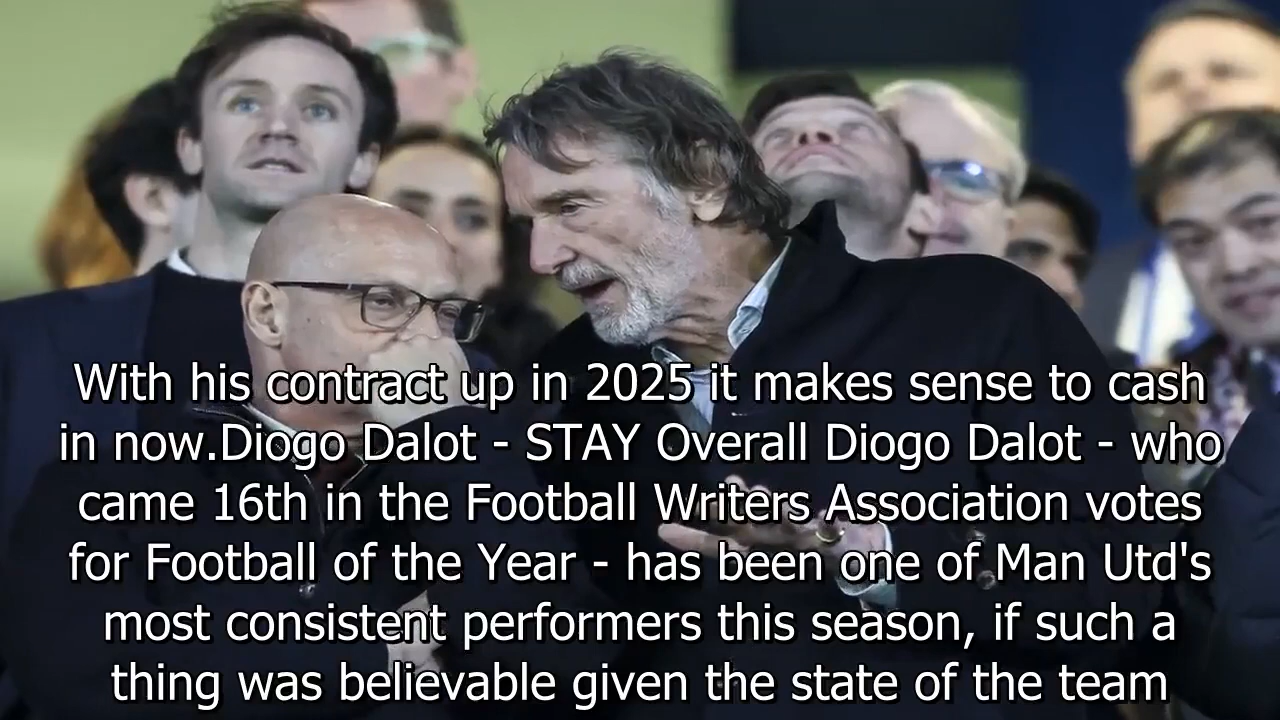 With his contract up in 2025 it makes sense to cash
in now.Diogo Dalot - STAY Overall Diogo Dalot - who
came 16th in the Football Writers Association votes
for Football of the Year - has been one of Man Utd's
most consistent performers this season, if such a
thing was believable given the state of the team